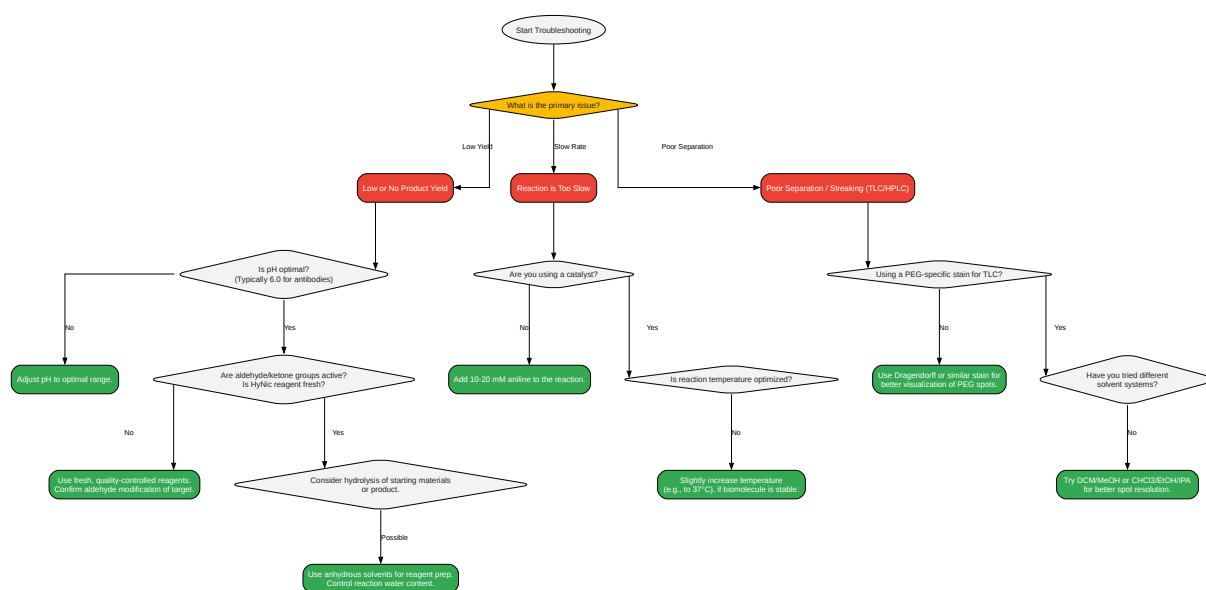 Start Troubleshooting
What is the primary issue?
Low Yield
Slow Rate
Poor Separation
Low or No Product Yield
Reaction is Too Slow
Poor Separation / Streaking (TLC/HPLC)
Is pH optimal?
(Typically 6.0 for antibodies)
Are you using a catalyst?
Using a PEG-specific stain for TLC?
No
Yes
No
Yes
No
Yes
Adjust pH to optimal range.
Are aldehyde/ketone groups active?
Is HyNic reagent fresh?
Add 10-20 mM aniline to the reaction.
Is reaction temperature optimized?
Use Dragendorff or similar stain for
better visualization of PEG spots.
Have you tried different
solvent systems?
No
Yes
No
No
Use fresh, quality-controlled reagents.
Confirm aldehyde modification of target.
Consider hydrolysis of starting materials
or product.
Slightly increase temperature
(e.g., to 37°C), if biomolecule is stable.
Try DCM/MeOH or CHCl3/EtOH/IPA
for better spot resolution.
Possible
Use anhydrous solvents for reagent prep.
Control reaction water content.